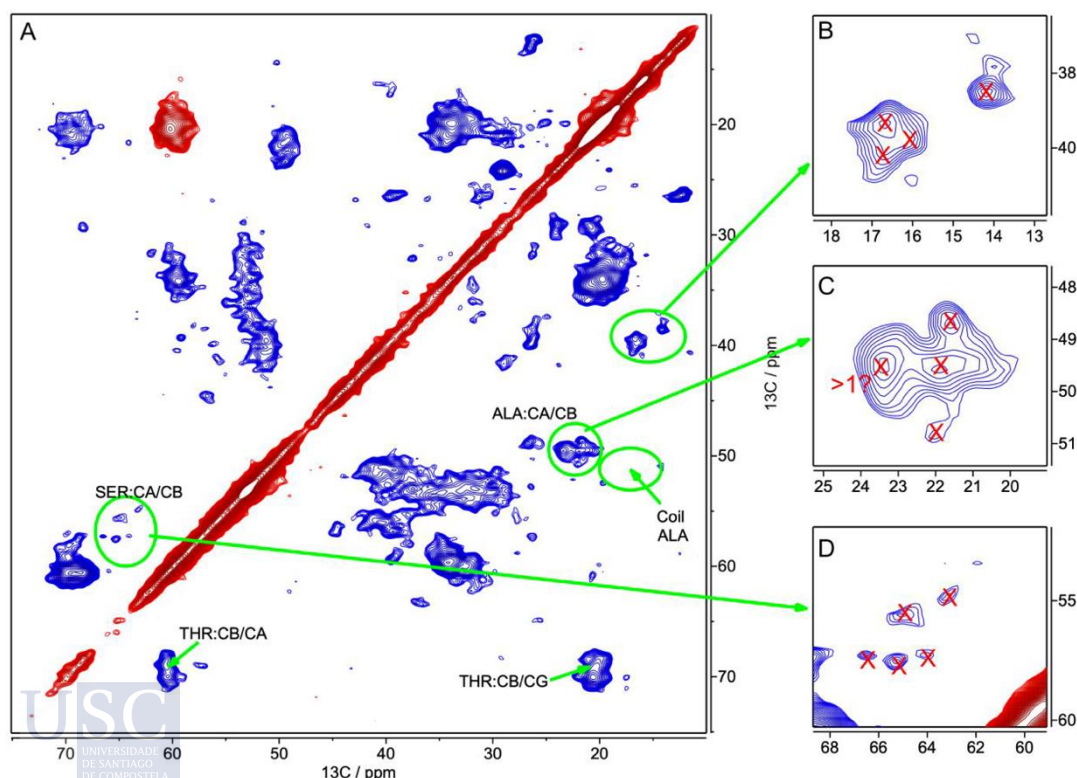 A
20
30
40
50
60
70
13C / ppm
ALA:CA/CB
SER:CA/CB
Coil
ALA
THR:CB/CA
THR:CB/CG
70
60
50
40
30
20
13C / ppm
USC
UNIVERSIDADE
DE SANTIAGO
DE COMPOSTELA
B
X
X
X
X
38
40
18
17
16
15
14
13
C
X
X
X
X
>1?
48
49
50
51
25
24
23
22
21
20
D
X
X
X
X
X
55
60
68
66
64
62
60